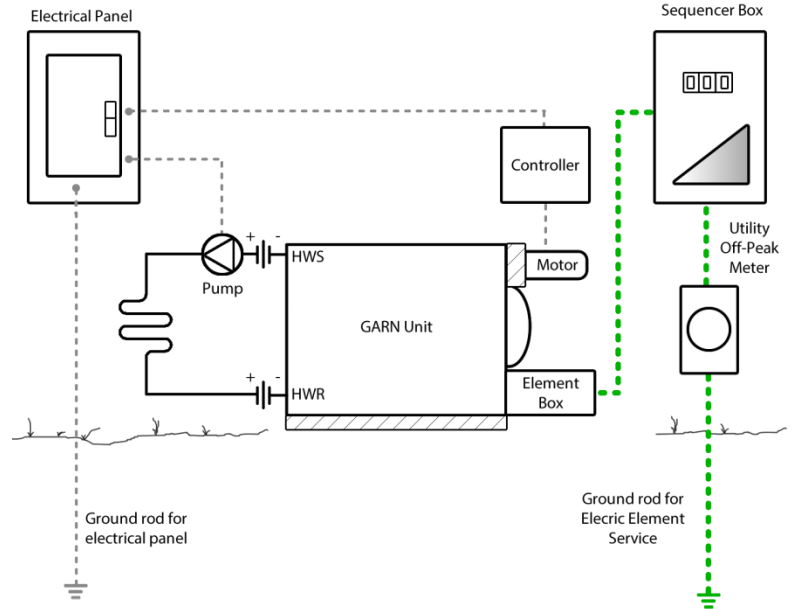 Electrical Panel
Sequencer Box
000
Controller
Utility
Off-Peak
Meter
+ -
HWS
Motor
Pump
GARN Unit
+ -
HWR
Element
Box
Ground rod for
electrical panel
Ground rod for
Elecric Element
Service